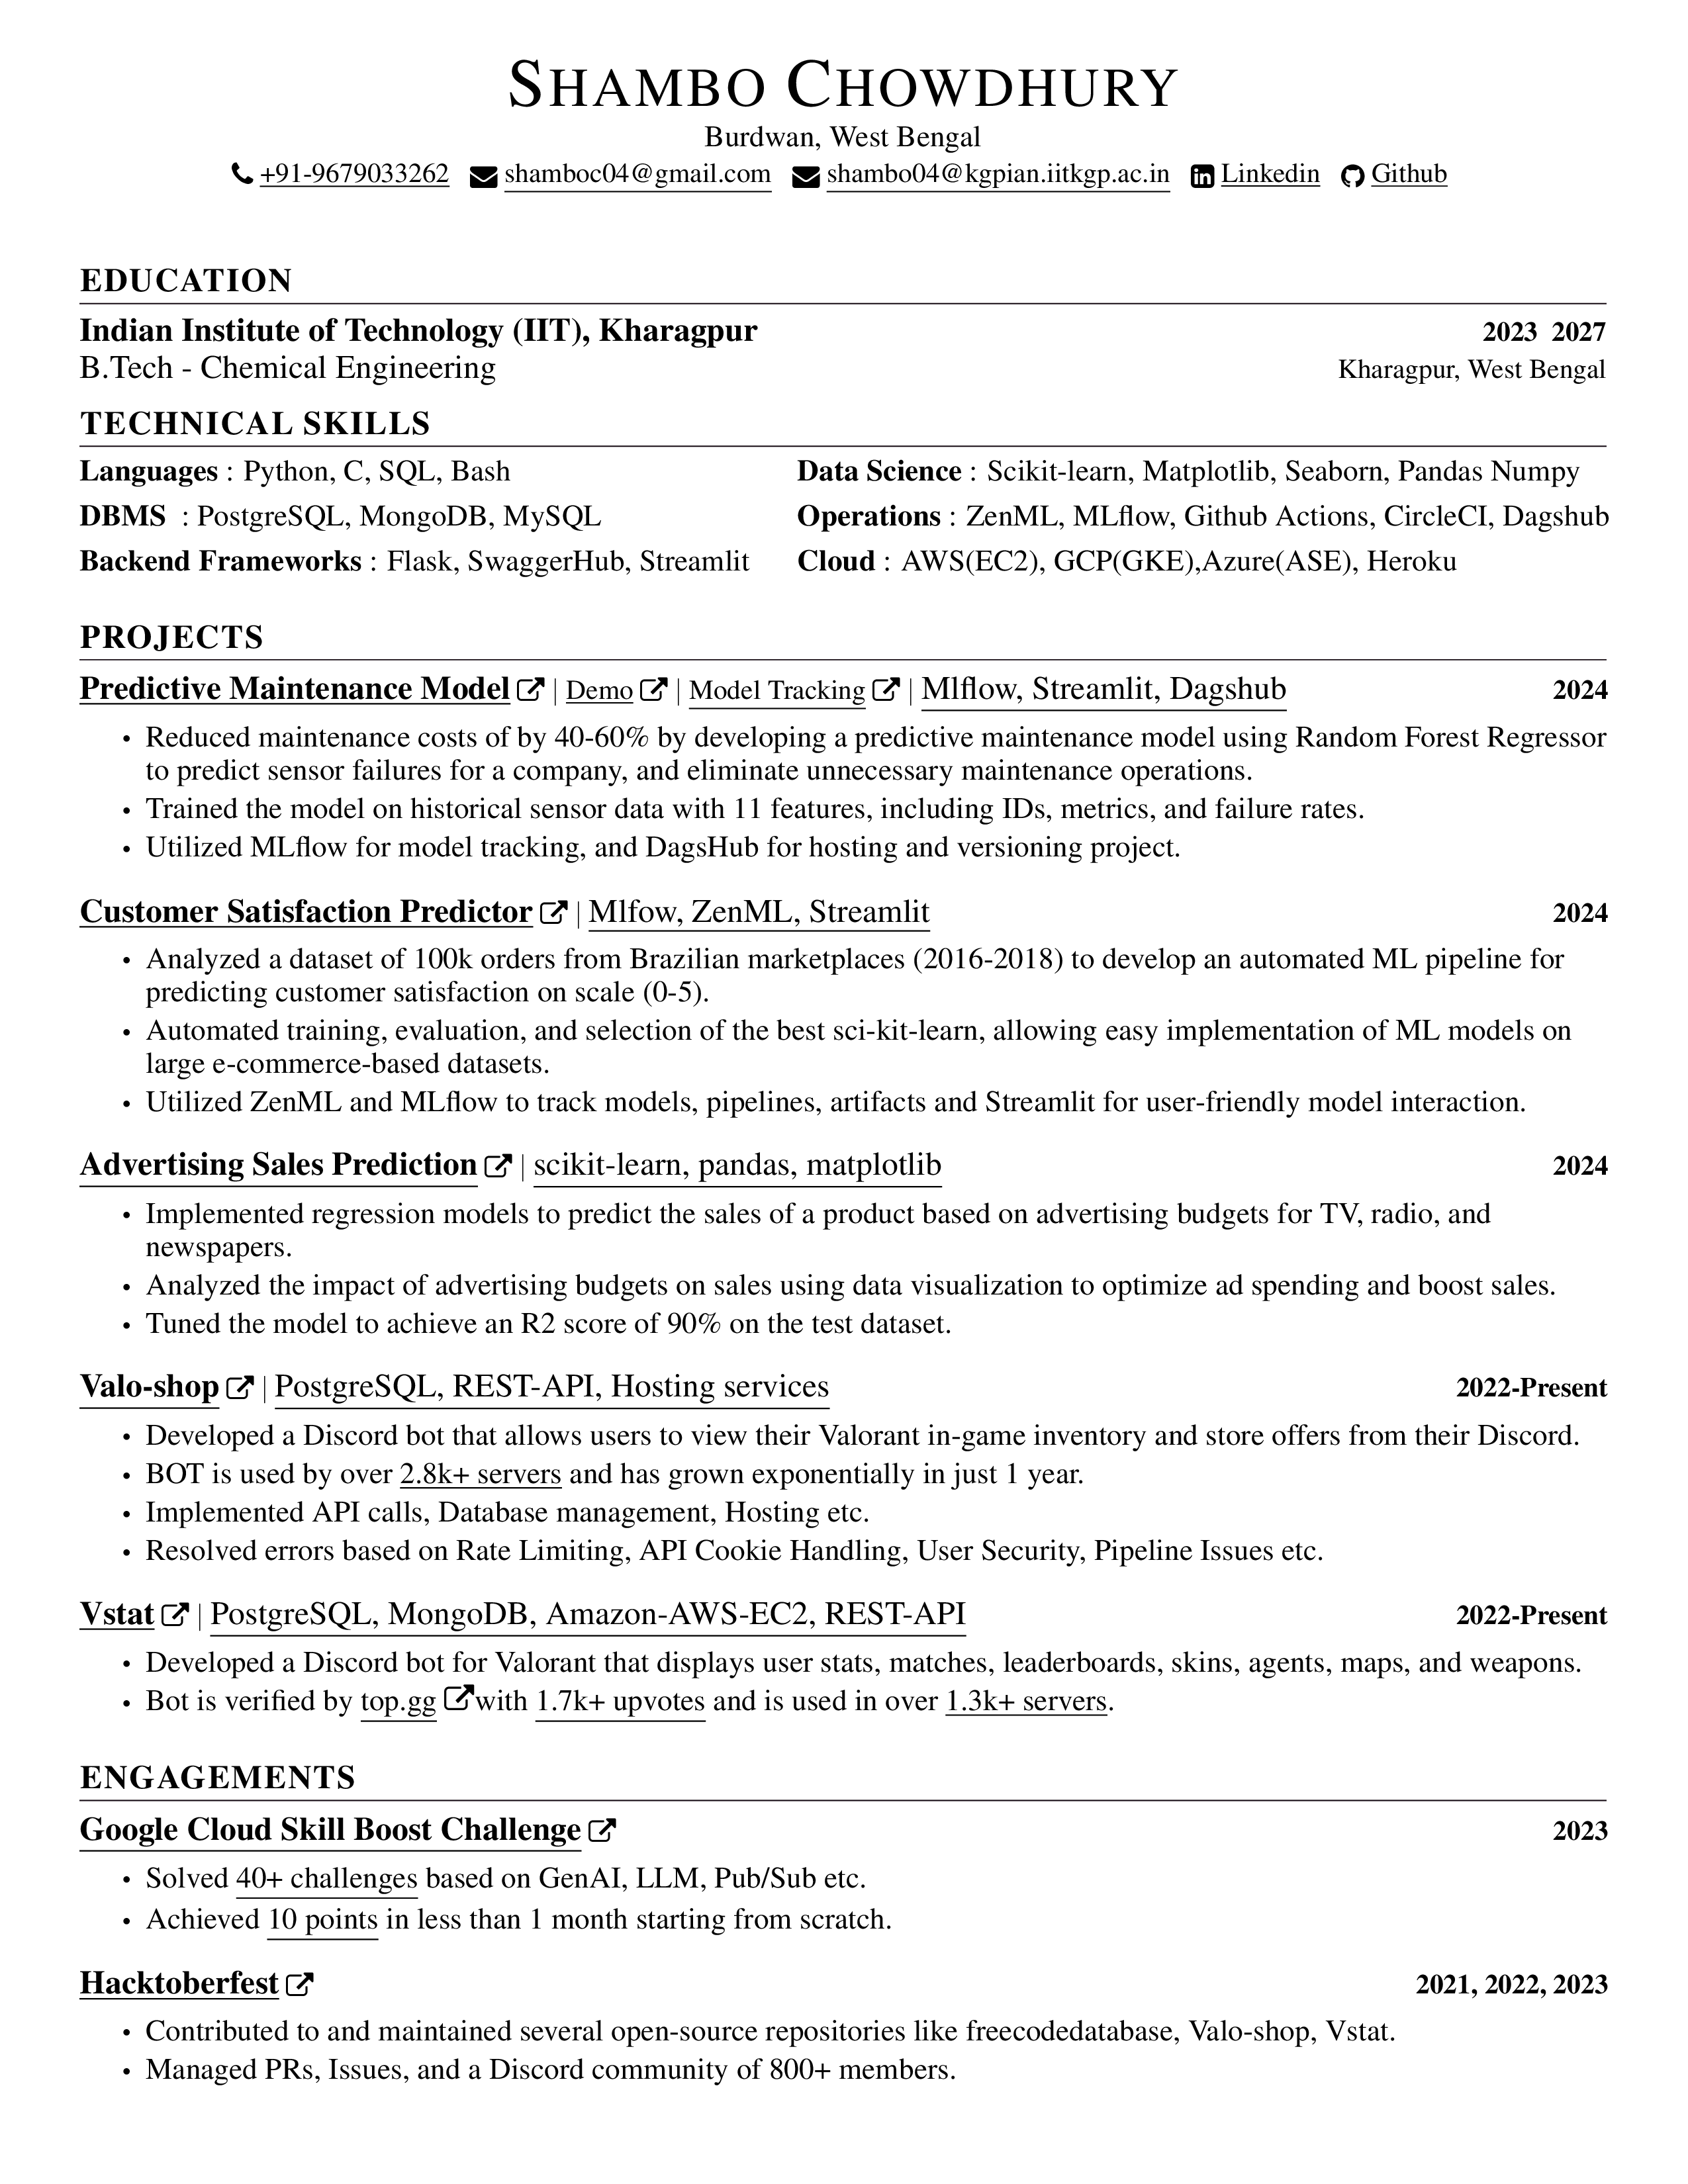 SHAMBO CHOWDHURY
Burdwan, West Bengal
+91-9679033262 shamboc04@gmail.com shambo04@kgpian.iitkgp.ac.in Linkedin Github
EDUCATION
Indian Institute of Technology (IIT), Kharagpur 2023 2027
B.Tech - Chemical Engineering Kharagpur, West Bengal
TECHNICAL SKILLS
Languages : Python, C, SQL, Bash Data Science : Scikit-learn, Matplotlib, Seaborn, Pandas Numpy
DBMS : PostgreSQL, MongoDB, MySQL Operations : ZenML, MLflow, Github Actions, CircleCI, Dagshub
Backend Frameworks : Flask, SwaggerHub, Streamlit Cloud : AWS(EC2), GCP(GKE),Azure(ASE), Heroku
PROJECTS
Predictive Maintenance Model | Demo | Model Tracking | Mlflow, Streamlit, Dagshub 2024
• Reduced maintenance costs of by 40-60% by developing a predictive maintenance model using Random Forest Regressor
to predict sensor failures for a company, and eliminate unnecessary maintenance operations.
• Trained the model on historical sensor data with 11 features, including IDs, metrics, and failure rates.
• Utilized MLflow for model tracking, and DagsHub for hosting and versioning project.
Customer Satisfaction Predictor | Mlfow, ZenML, Streamlit 2024
• Analyzed a dataset of 100k orders from Brazilian marketplaces (2016-2018) to develop an automated ML pipeline for
predicting customer satisfaction on scale (0-5).
• Automated training, evaluation, and selection of the best sci-kit-learn, allowing easy implementation of ML models on
large e-commerce-based datasets.
• Utilized ZenML and MLflow to track models, pipelines, artifacts and Streamlit for user-friendly model interaction.
Advertising Sales Prediction | scikit-learn, pandas, matplotlib 2024
• Implemented regression models to predict the sales of a product based on advertising budgets for TV, radio, and
newspapers.
• Analyzed the impact of advertising budgets on sales using data visualization to optimize ad spending and boost sales.
• Tuned the model to achieve an R2 score of 90% on the test dataset.
Valo-shop | PostgreSQL, REST-API, Hosting services 2022-Present
• Developed a Discord bot that allows users to view their Valorant in-game inventory and store offers from their Discord.
• BOT is used by over 2.8k+ servers and has grown exponentially in just 1 year.
• Implemented API calls, Database management, Hosting etc.
• Resolved errors based on Rate Limiting, API Cookie Handling, User Security, Pipeline Issues etc.
Vstat | PostgreSQL, MongoDB, Amazon-AWS-EC2, REST-API 2022-Present
• Developed a Discord bot for Valorant that displays user stats, matches, leaderboards, skins, agents, maps, and weapons.
• Bot is verified by top.gg with 1.7k+ upvotes and is used in over 1.3k+ servers.
ENGAGEMENTS
Google Cloud Skill Boost Challenge 2023
• Solved 40+ challenges based on GenAI, LLM, Pub/Sub etc.
• Achieved 10 points in less than 1 month starting from scratch.
Hacktoberfest 2021, 2022, 2023
• Contributed to and maintained several open-source repositories like freecodedatabase, Valo-shop, Vstat.
• Managed PRs, Issues, and a Discord community of 800+ members.